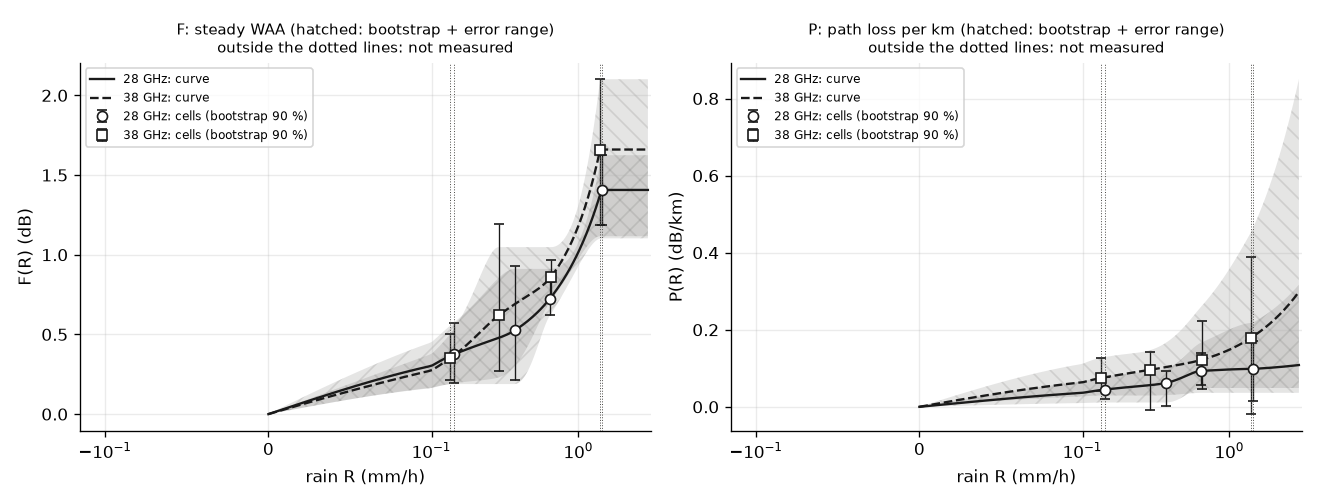 F: steady WAA (hatched: bootstrap + error range)
outside the dotted lines: not measured
28 GHz: curve
38 GHz: curve
28 GHz: cells (bootstrap 90 %)
38 GHz: cells (bootstrap 90 %)
F(R) (dB)
2.0
1.5
1.0
0.5
0.0
−10⁻¹
0
10⁻¹
10⁰
rain R (mm/h)
P: path loss per km (hatched: bootstrap + error range)
outside the dotted lines: not measured
28 GHz: curve
38 GHz: curve
28 GHz: cells (bootstrap 90 %)
38 GHz: cells (bootstrap 90 %)
P(R) (dB/km)
0.8
0.6
0.4
0.2
0.0
−10⁻¹
0
10⁻¹
10⁰
rain R (mm/h)